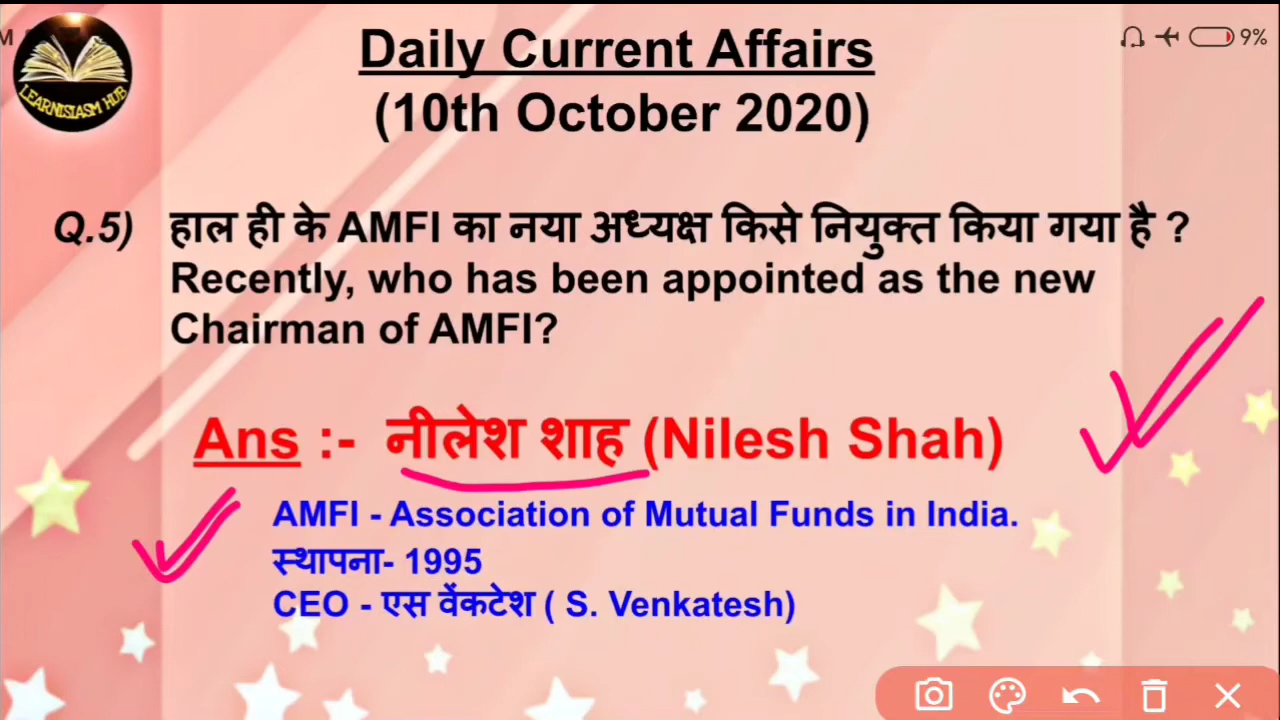 M
LEARNISIASM HUB
9%
Daily Current Affairs
(10th October 2020)
Q.5) हाल ही के AMFI का नया अध्यक्ष किसे नियुक्त किया गया है ?
Recently, who has been appointed as the new
Chairman of AMFI?
Ans :- नीलेश शाह (Nilesh Shah)
AMFI - Association of Mutual Funds in India.
स्थापना- 1995
CEO - एस वेंकटेश ( S. Venkatesh)